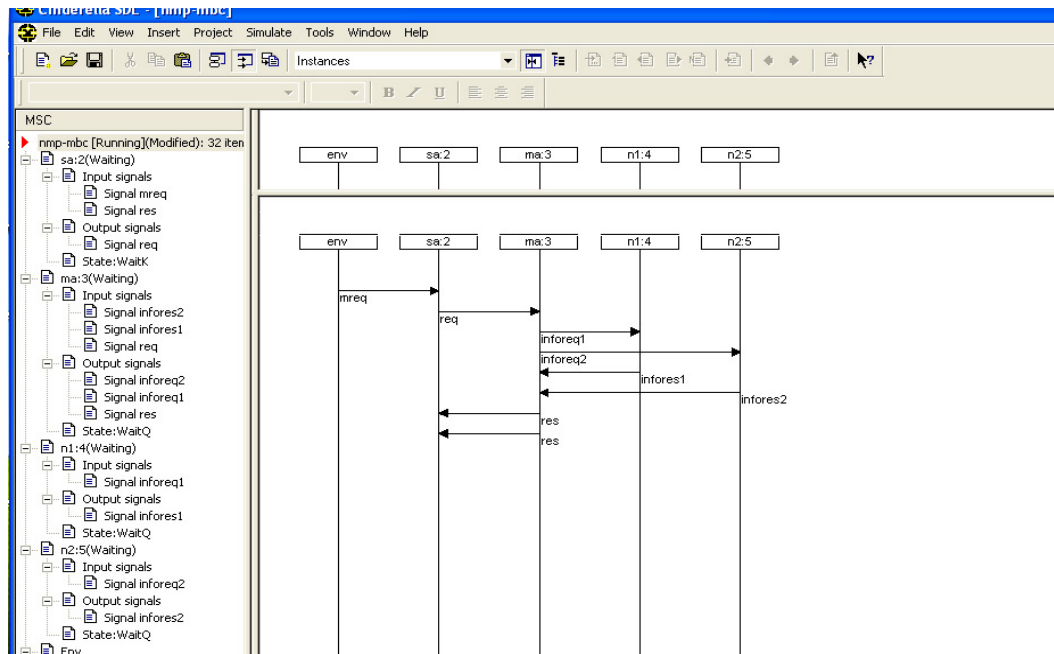 Cinderella SDL - [nmp-mbc]
File Edit View Insert Project Simulate Tools Window Help
Instances
B I U
MSC
nmp-mbc [Running](Modified): 32 iten
sa:2(Waiting)
Input signals
Signal mreq
Signal res
Output signals
Signal req
State:WaitK
ma:3(Waiting)
Input signals
Signal infores2
Signal infores1
Signal req
Output signals
Signal inforeq2
Signal inforeq1
Signal res
State:WaitQ
n1:4(Waiting)
Input signals
Signal inforeq1
Output signals
Signal infores1
State:WaitQ
n2:5(Waiting)
Input signals
Signal inforeq2
Output signals
Signal infores2
State:WaitQ
Env
env sa:2 ma:3 n1:4 n2:5
env sa:2 ma:3 n1:4 n2:5
mreq
req
inforeq1
inforeq2
infores1
infores2
res
res